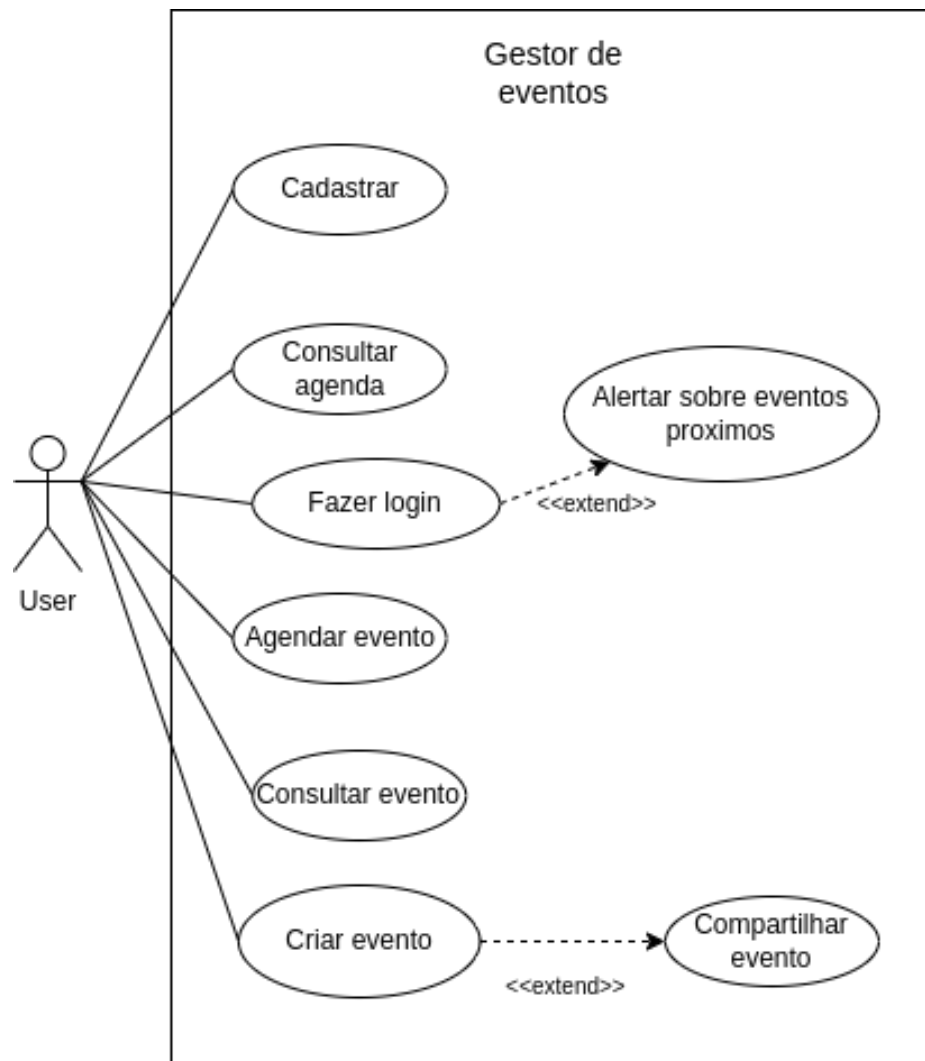 Gestor de
eventos
Cadastrar
Consultar
agenda
Alertar sobre eventos
proximos
Fazer login
<<extend>>
User
Agendar evento
Consultar evento
Criar evento
Compartilhar
evento
<<extend>>